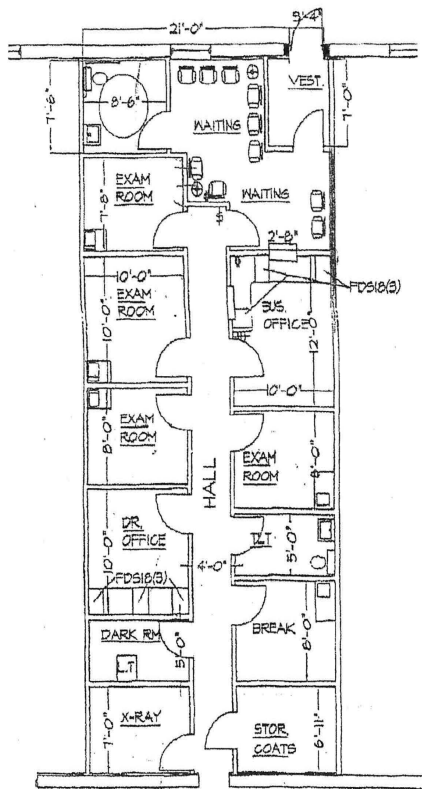 21'-0"
5'-4"
VEST.
7'-6"
8'-6"
WAITING
7'-0"
EXAM
ROOM
7'-8"
WAITING
2'-8"
10'-0"
EXAM
ROOM
10'-0"
BUS.
OFFICE
FDS18(3)
12'-0"
10'-0"
EXAM
ROOM
8'-0"
EXAM
ROOM
8'-0"
HALL
DR.
OFFICE
10'-0"
FDS18(3)
4'-0"
TLT
5'-0"
DARK RM
L.T
5'-0"
BREAK
8'-0"
X-RAY
7'-0"
STOR.
COATS
6'-11"